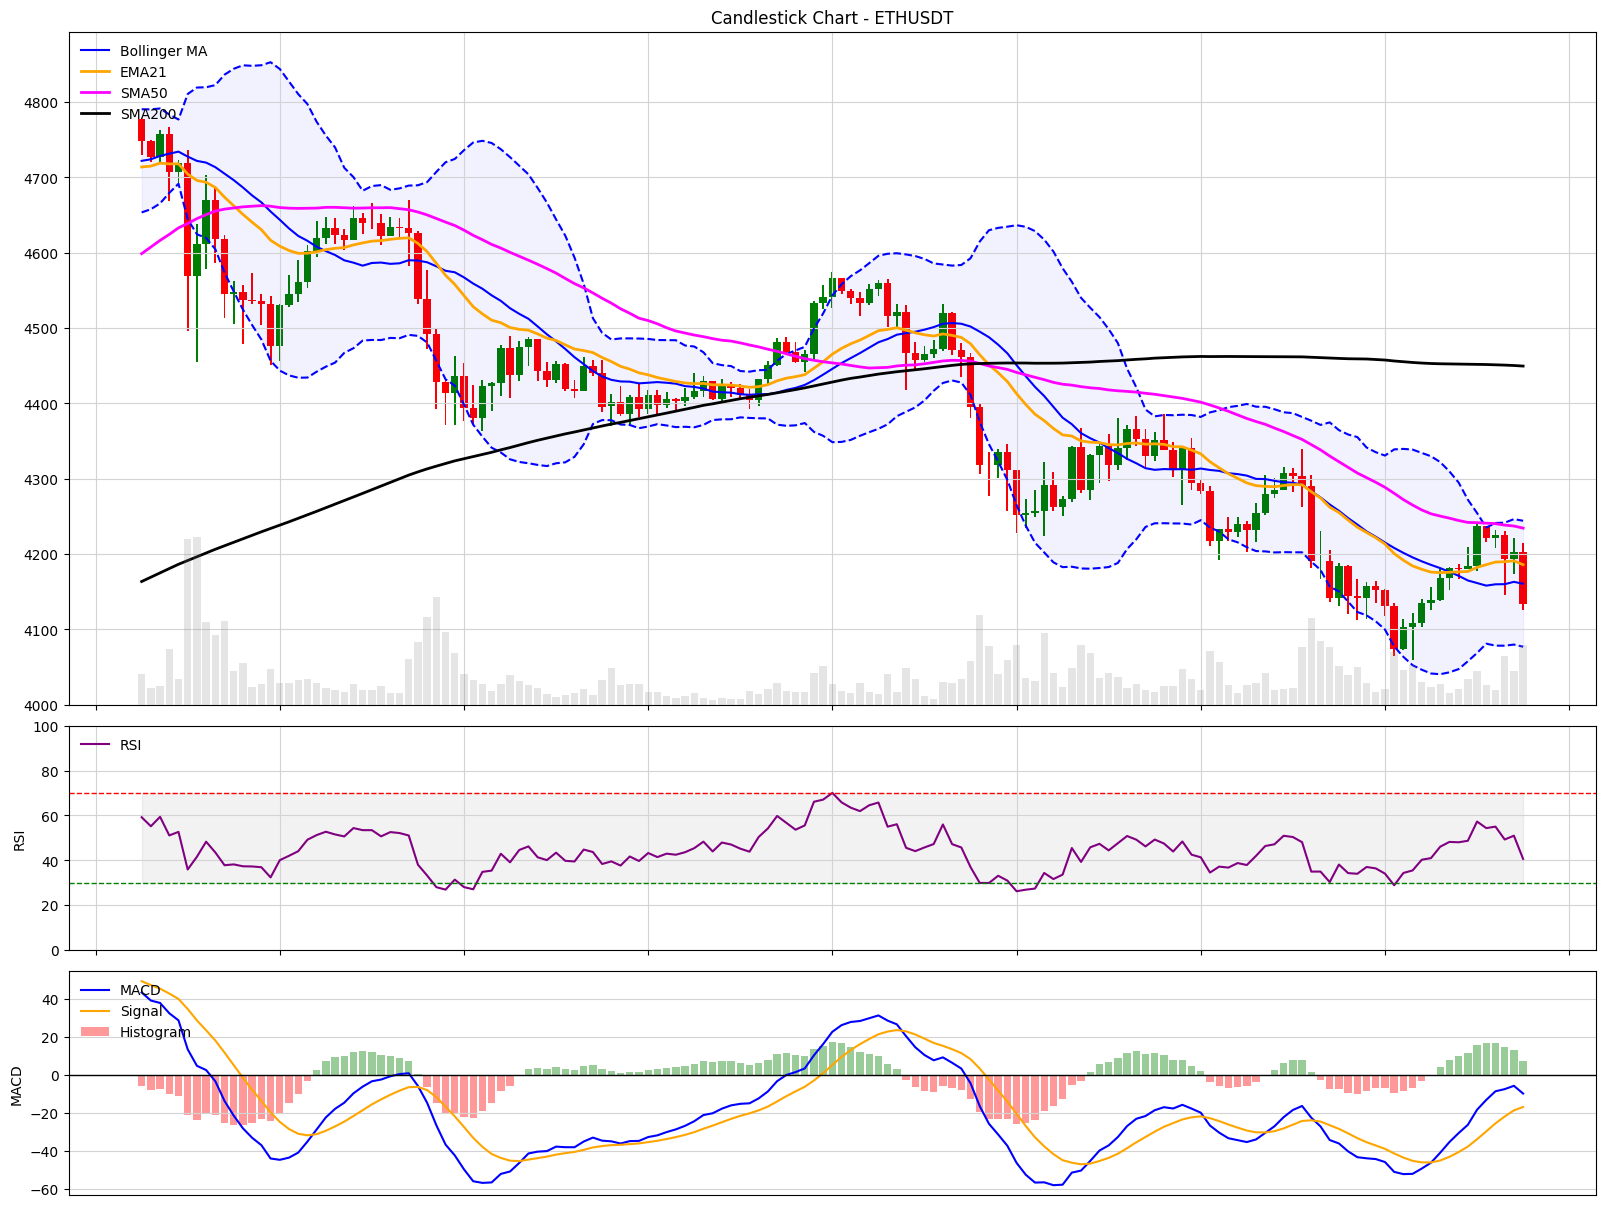 Candlestick Chart - ETHUSDT
Bollinger MA
EMA21
SMA50
SMA200
4800
4700
4600
4500
4400
4300
4200
4100
4000
RSI
100
80
60
40
20
0
RSI
MACD
Signal
Histogram
40
20
0
−20
−40
−60
MACD